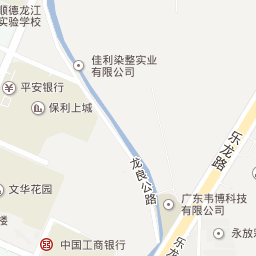 顺德龙江
实验学校
佳利染整实业
有限公司
平安银行
保利上城
乐龙路
龙良公路
文华花园
广东韦博科技
有限公司
永放
楼
中国工商银行
乐龙